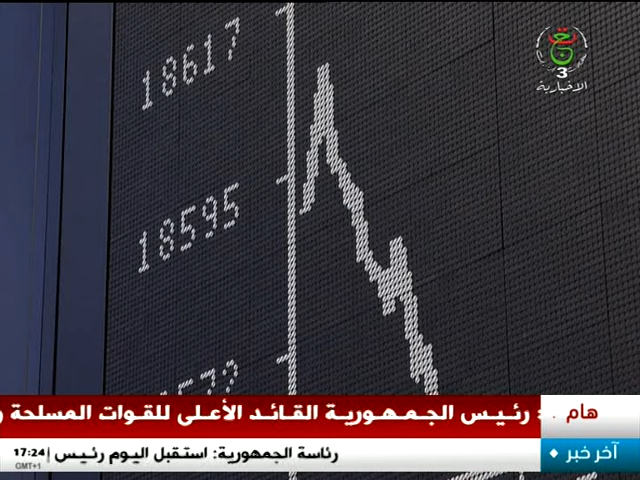 18617
3
الاخبارية
18595
هام
: رئيس الجمهورية القائد الأعلى للقوات المسلحة و
آخر خبر
رئاسة الجمهورية: استقبل اليوم رئيس
17:24
GMT+1